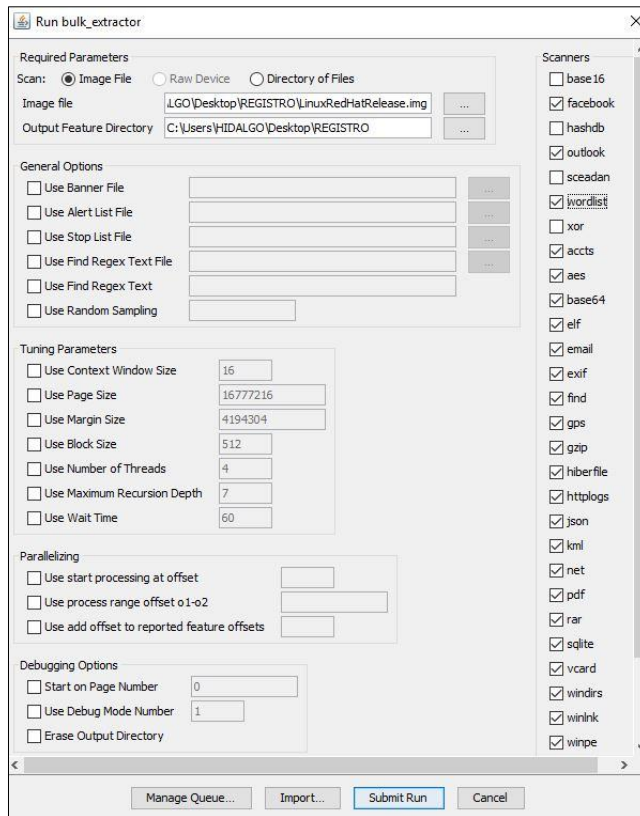 Run bulk_extractor
Required Parameters
Scan: Image File Raw Device Directory of Files
Image file .LGO\Desktop\REGISTRO\LinuxRedHatRelease.img ...
Output Feature Directory C:\Users\HIDALGO\Desktop\REGISTRO ...
General Options
Use Banner File ...
Use Alert List File ...
Use Stop List File ...
Use Find Regex Text File ...
Use Find Regex Text
Use Random Sampling
Tuning Parameters
Use Context Window Size 16
Use Page Size 16777216
Use Margin Size 4194304
Use Block Size 512
Use Number of Threads 4
Use Maximum Recursion Depth 7
Use Wait Time 60
Parallelizing
Use start processing at offset
Use process range offset o1-o2
Use add offset to reported feature offsets
Debugging Options
Start on Page Number 0
Use Debug Mode Number 1
Erase Output Directory
Scanners
base16
facebook
hashdb
outlook
sceadan
wordlist
xor
accts
aes
base64
elf
email
exif
find
gps
gzip
hiberfile
httplogs
json
kml
net
pdf
rar
sqlite
vcard
windirs
winlnk
winpe
Manage Queue... Import... Submit Run Cancel